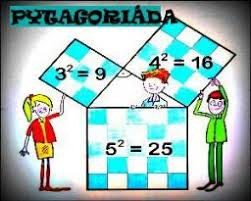 PYTAGORIÁDA
3² = 9
4² = 16
5² = 25